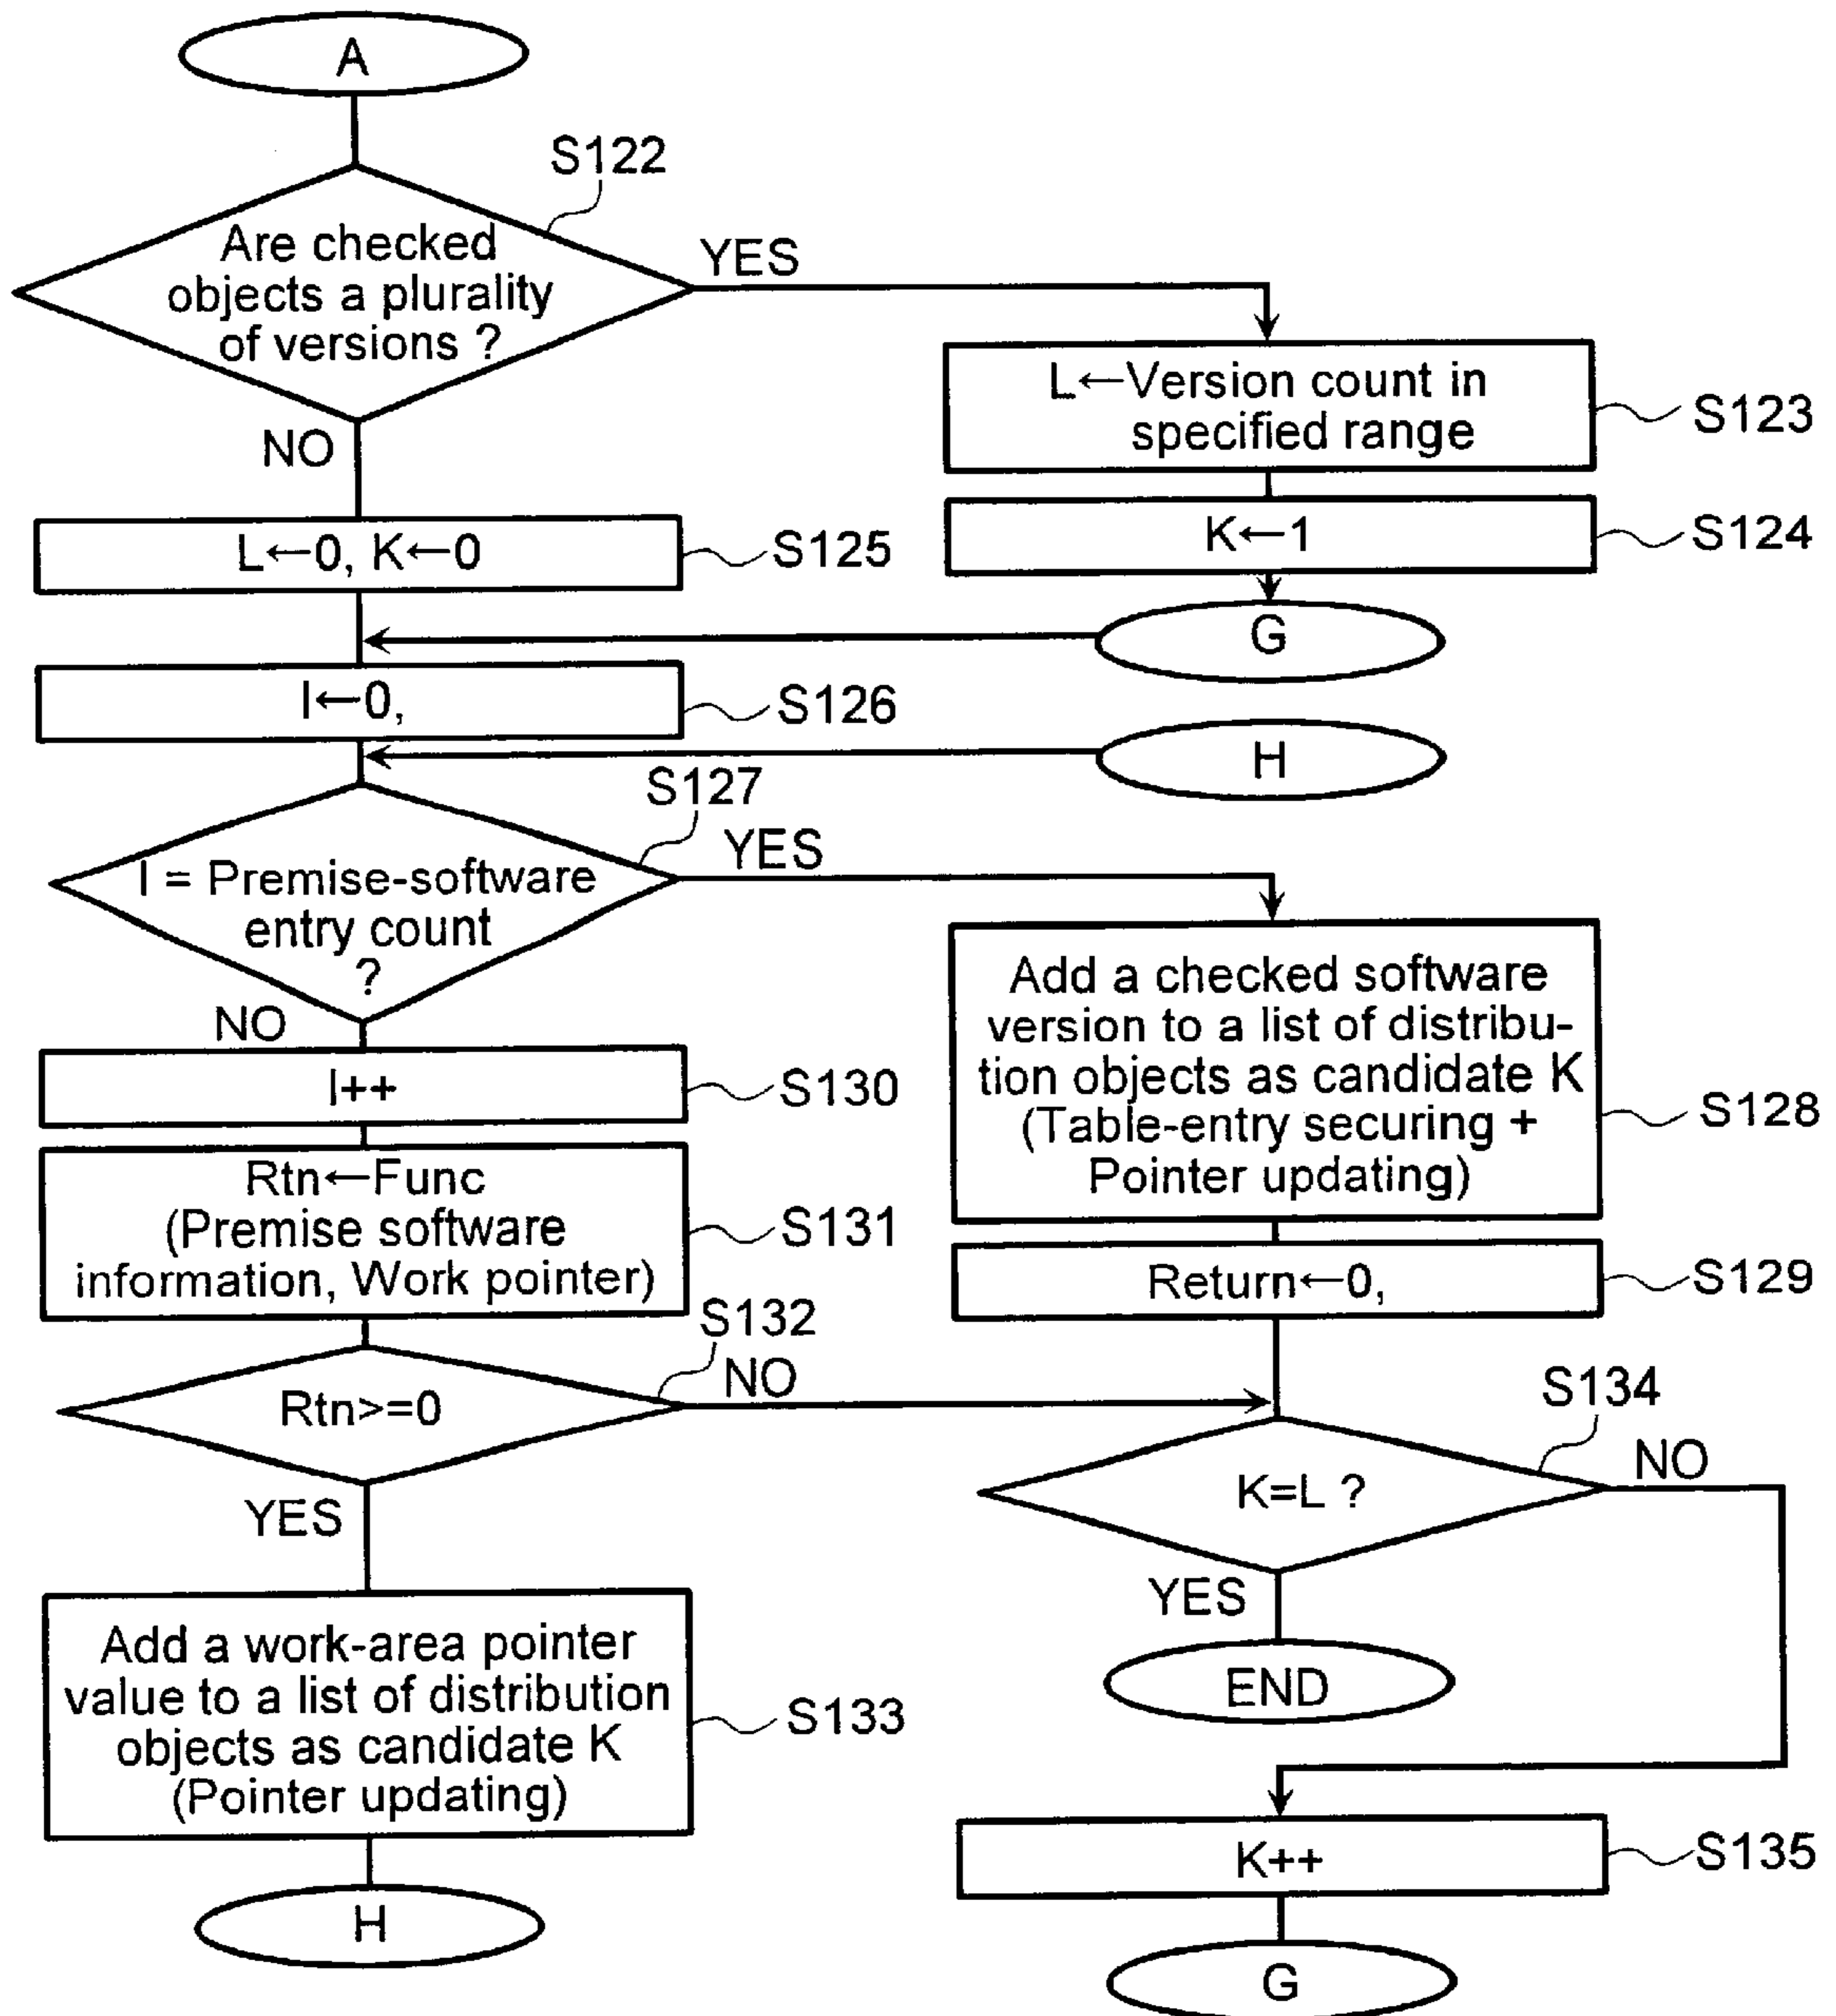 A
S122
Are checked
objects a plurality
of versions ?
YES
NO
L←Version count in
specified range
S123
K←1
S124
L←0, K←0
S125
G
I←0,
S126
H
S127
I = Premise-software
entry count
?
YES
NO
Add a checked software
version to a list of distribu-
tion objects as candidate K
(Table-entry securing +
Pointer updating)
S128
Return←0,
S129
I++
S130
Rtn←Func
(Premise software
information, Work pointer)
S131
S132
Rtn>=0
NO
YES
S134
K=L ?
NO
YES
END
Add a work-area pointer
value to a list of distribution
objects as candidate K
(Pointer updating)
S133
H
K++
S135
G